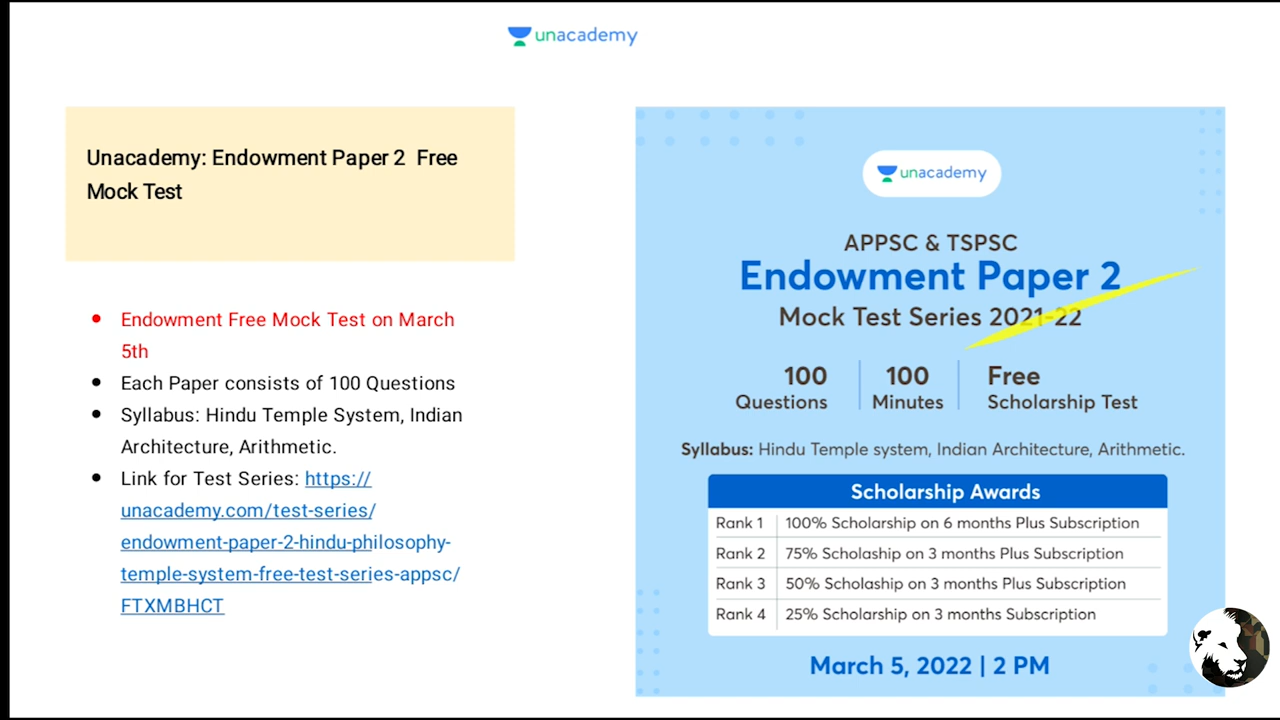 unacademy
Unacademy: Endowment Paper 2 Free
Mock Test
Endowment Free Mock Test on March
5th
Each Paper consists of 100 Questions
Syllabus: Hindu Temple System, Indian
Architecture, Arithmetic.
Link for Test Series: https://
unacademy.com/test-series/
endowment-paper-2-hindu-philosophy-
temple-system-free-test-series-appsc/
FTXMBHCT
unacademy
APPSC & TSPSC
Endowment Paper 2
Mock Test Series 2021-22
100 100 Free
Questions Minutes Scholarship Test
Syllabus: Hindu Temple system, Indian Architecture, Arithmetic.
Scholarship Awards
Rank 1 100% Scholarship on 6 months Plus Subscription
Rank 2 75% Scholaship on 3 months Plus Subscription
Rank 3 50% Scholaship on 3 months Plus Subscription
Rank 4 25% Scholarship on 3 months Subscription
March 5, 2022 | 2 PM